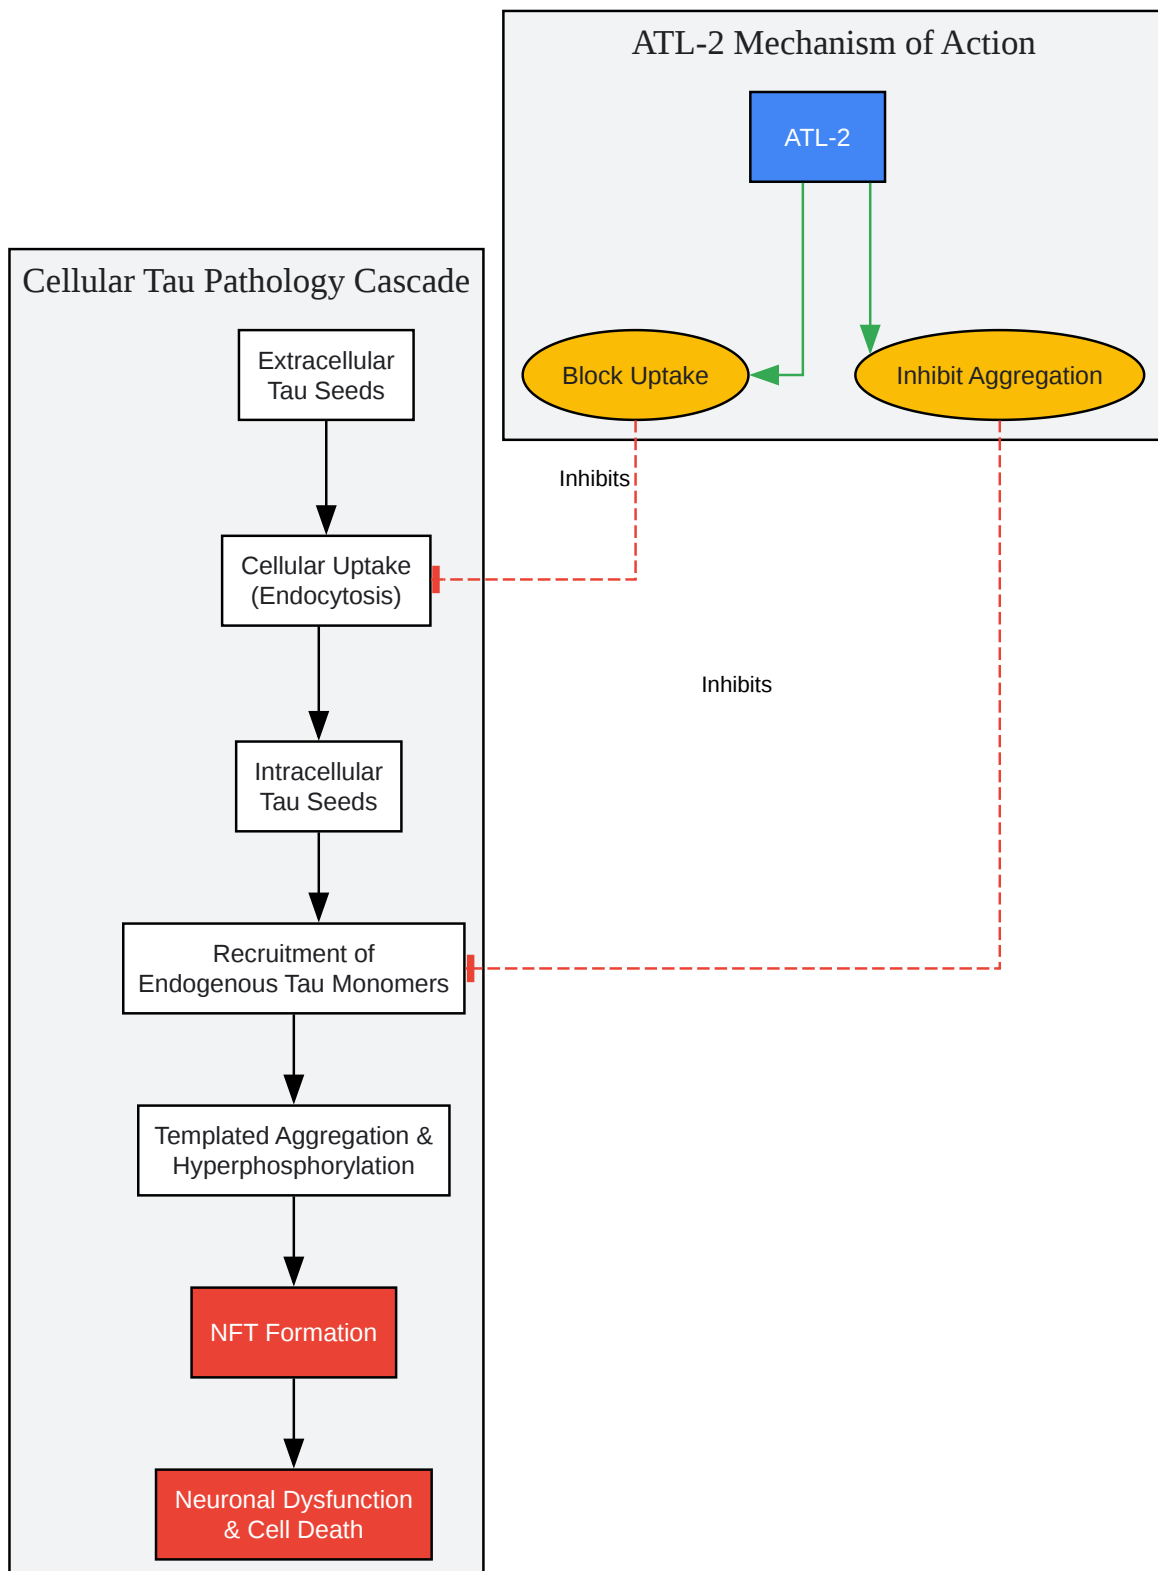 ATL-2 Mechanism of Action
ATL-2
Block Uptake
Inhibit Aggregation
Inhibits
Inhibits
Cellular Tau Pathology Cascade
Extracellular
Tau Seeds
Cellular Uptake
(Endocytosis)
Intracellular
Tau Seeds
Recruitment of
Endogenous Tau Monomers
Templated Aggregation &
Hyperphosphorylation
NFT Formation
Neuronal Dysfunction
& Cell Death